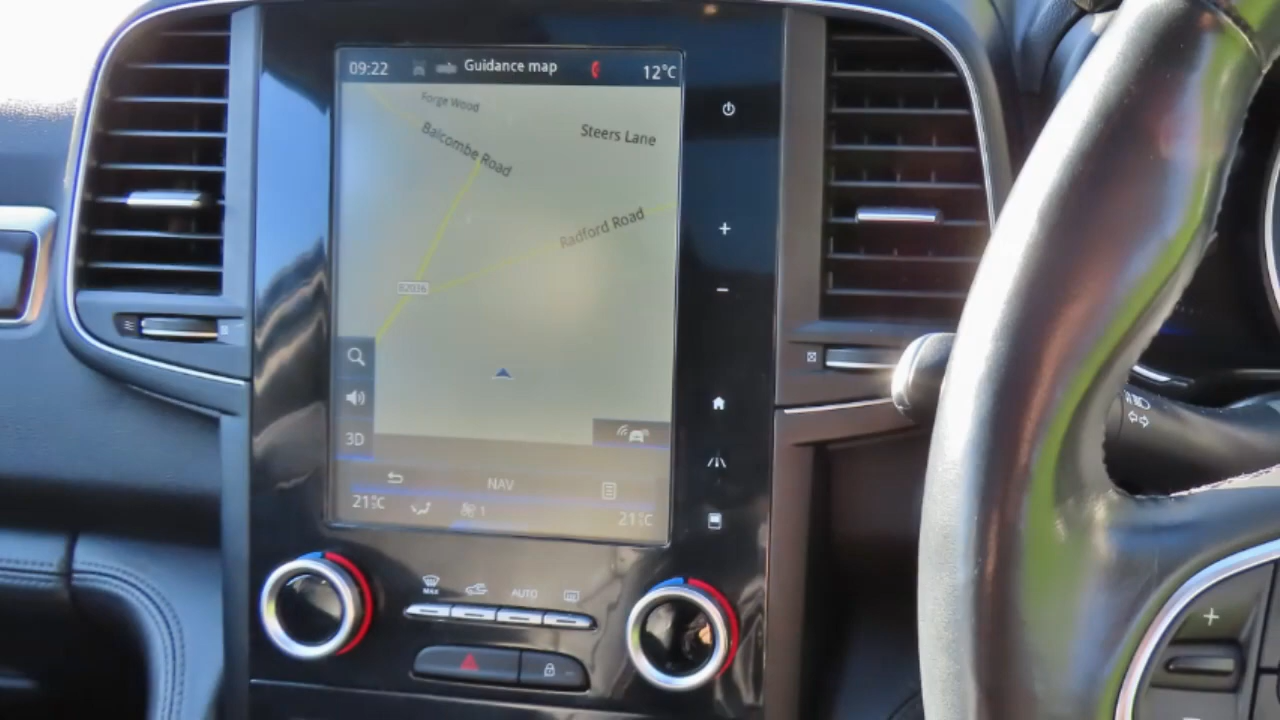 09:22 Guidance map 12°C
Forge Wood
Balcombe Road
Steers Lane
Radford Road
B2036
3D
NAV
21°C 1 21°C
MAX AUTO